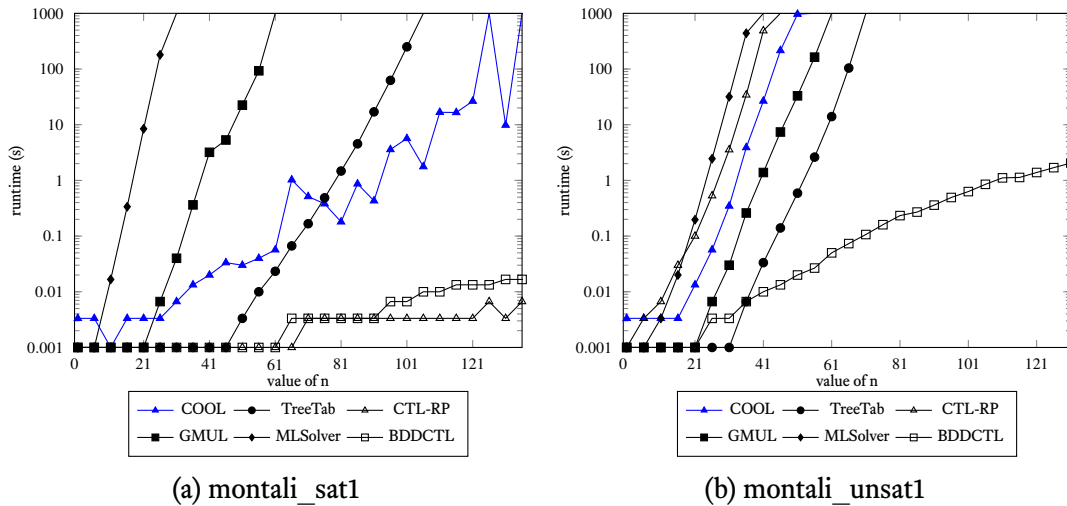 1000
100
10
1
0.1
0.01
0.001
runtime (s)
0 21 41 61 81 101 121
value of n
COOL TreeTab CTL-RP
GMUL MLSolver BDDCTL
(a) montali_sat1
1000
100
10
1
0.1
0.01
0.001
runtime (s)
0 21 41 61 81 101 121
value of n
COOL TreeTab CTL-RP
GMUL MLSolver BDDCTL
(b) montali_unsat1